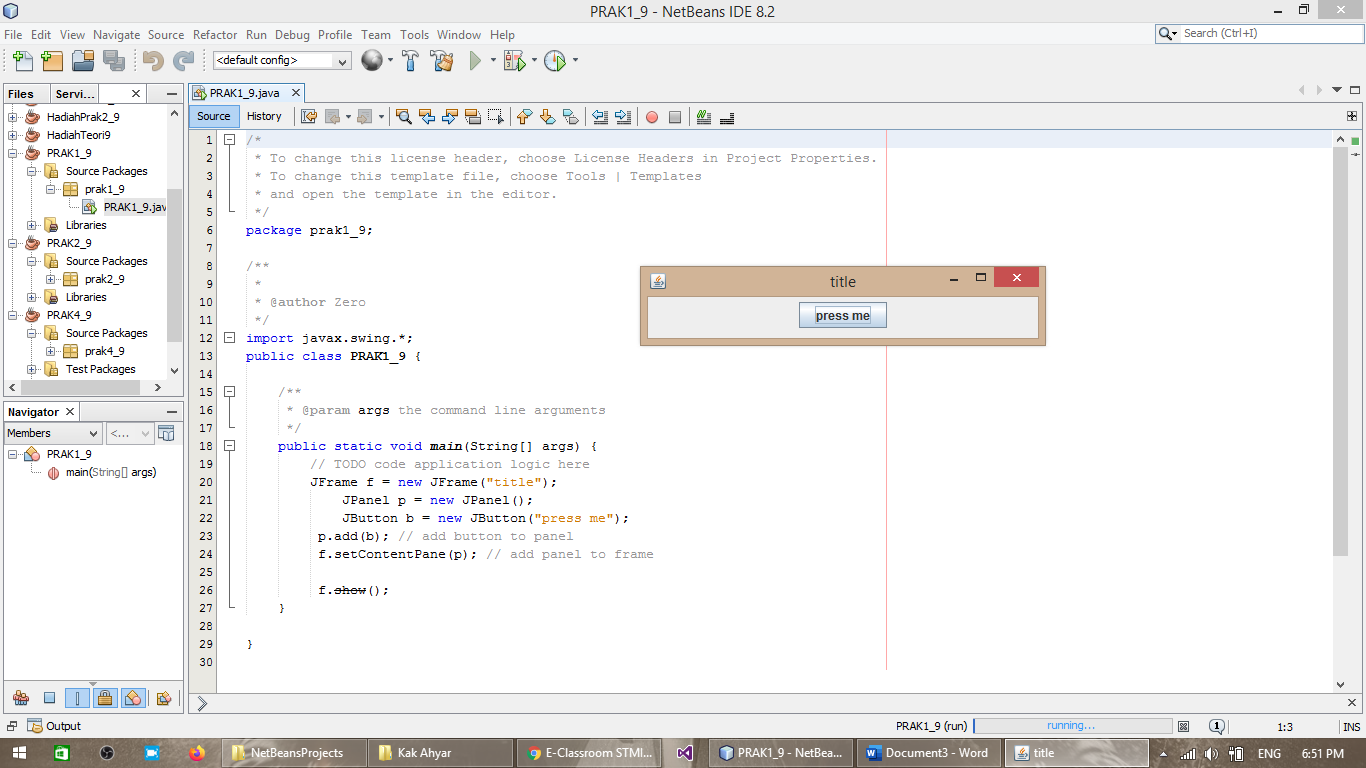 PRAK1_9 - NetBeans IDE 8.2
File Edit View Navigate Source Refactor Run Debug Profile Team Tools Window Help
Search (Ctrl+I)
<default config>
Files Servi...
PRAK1_9.java
Source History
HadiahPrak2_9
HadiahTeori9
PRAK1_9
Source Packages
prak1_9
PRAK1_9.jav
Libraries
PRAK2_9
Source Packages
prak2_9
Libraries
PRAK4_9
Source Packages
prak4_9
Test Packages
Navigator
Members <...
PRAK1_9
main(String[] args)
1 /*
2 * To change this license header, choose License Headers in Project Properties.
3 * To change this template file, choose Tools | Templates
4 * and open the template in the editor.
5 */
6 package prak1_9;
7
8 /**
9 *
10 * @author Zero
11 */
12 import javax.swing.*;
13 public class PRAK1_9 {
14
15 /**
16 * @param args the command line arguments
17 */
18 public static void main(String[] args) {
19 // TODO code application logic here
20 JFrame f = new JFrame("title");
21 JPanel p = new JPanel();
22 JButton b = new JButton("press me");
23 p.add(b); // add button to panel
24 f.setContentPane(p); // add panel to frame
25
26 f.show();
27 }
28
29 }
30
title
press me
Output
PRAK1_9 (run) running... 1 1:3 INS
NetBeansProjects Kak Ahyar E-Classroom STMI... PRAK1_9 - NetBea... Document3 - Word title ENG 6:51 PM